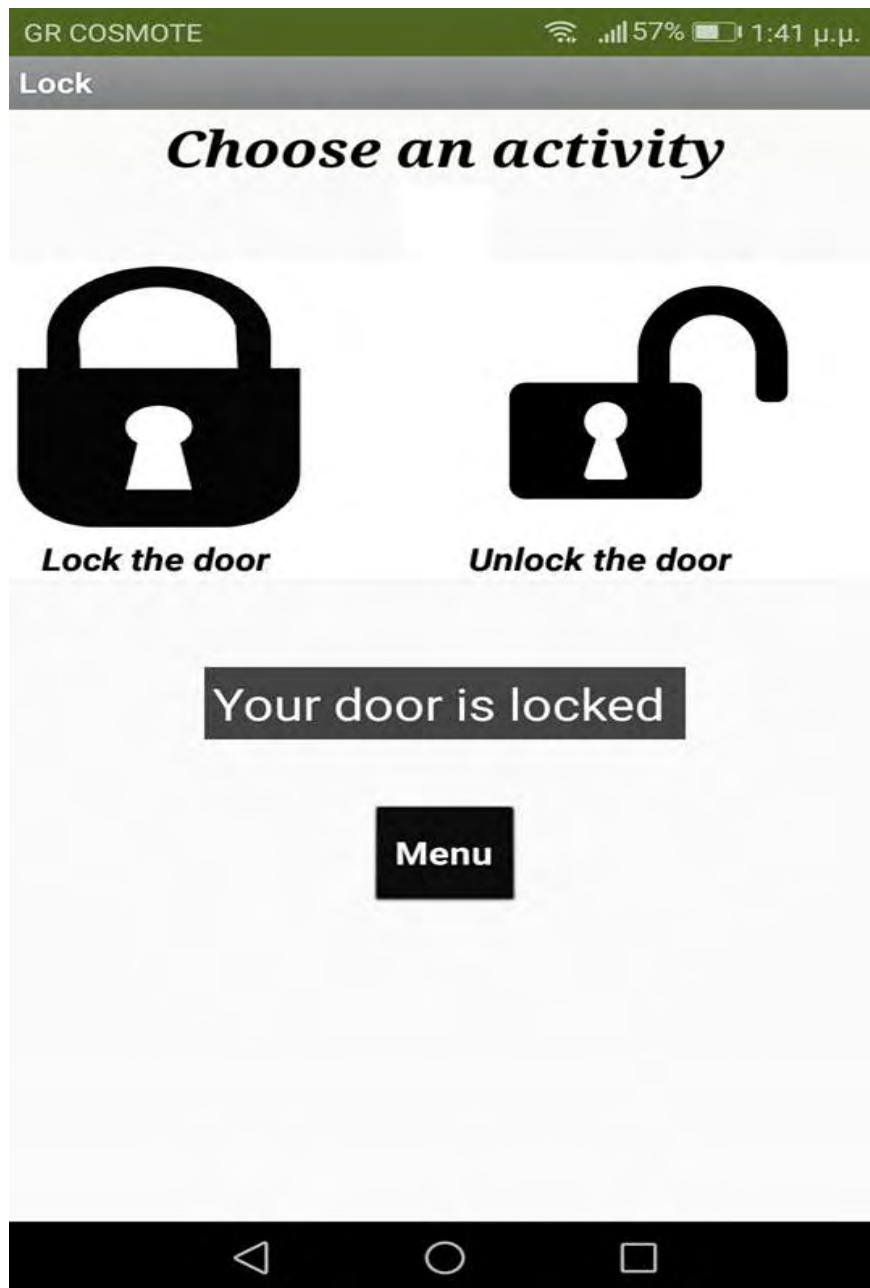 GR COSMOTE 57% 1:41 μ.μ.
Lock
Choose an activity
Lock the door Unlock the door
Your door is locked
Menu